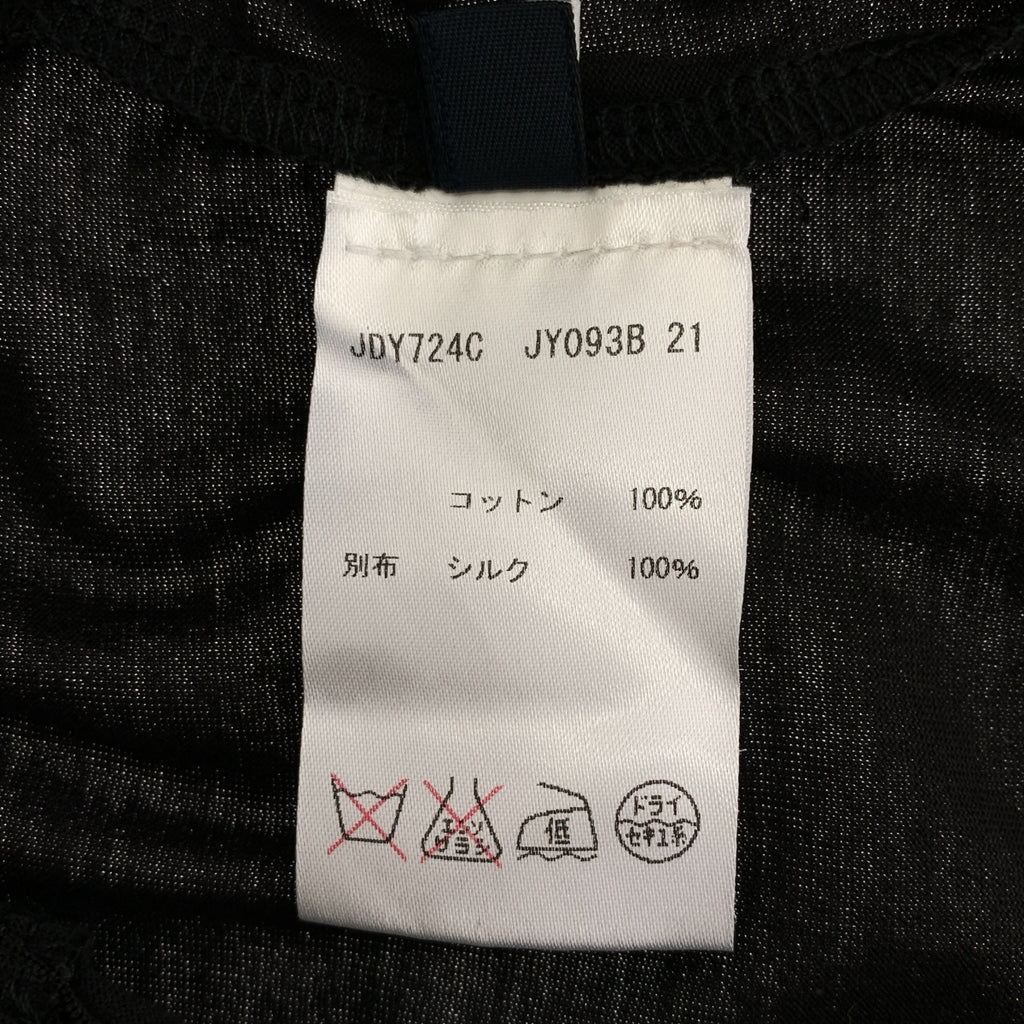 JDY724C JY093B 21
コットン 100%
別布 シルク 100%
エンソ
サラシ
低
ドライ
セキユ系